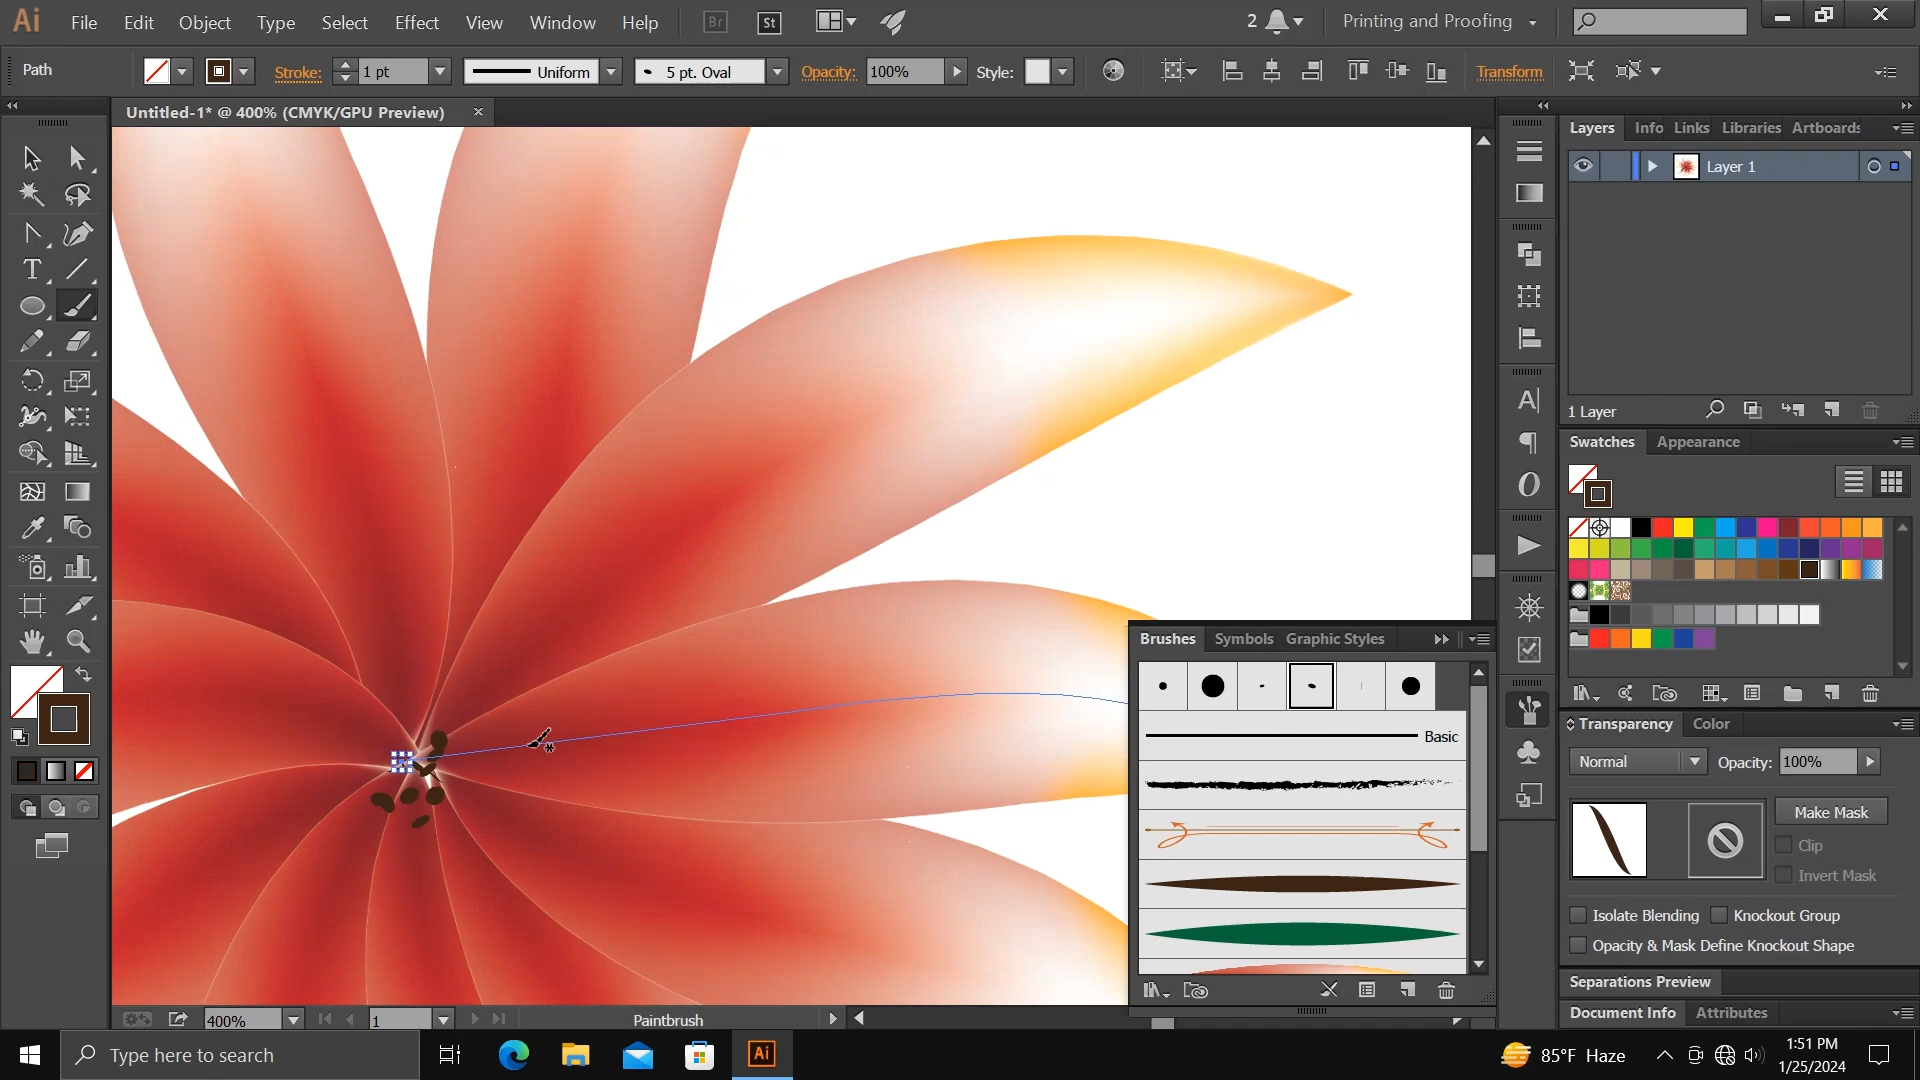 Ai File Edit Object Type Select Effect View Window Help Br St 2 Printing and Proofing
Path Stroke: 1 pt Uniform 5 pt. Oval Opacity: 100% Style: Transform
Untitled-1* @ 400% (CMYK/GPU Preview)
Layers Info Links Libraries Artboards
Layer 1
1 Layer
Swatches Appearance
Brushes Symbols Graphic Styles
Basic
Transparency Color
Normal Opacity: 100%
Make Mask
Clip
Invert Mask
Isolate Blending Knockout Group
Opacity & Mask Define Knockout Shape
Separations Preview
Document Info Attributes
400% 1 Paintbrush
Type here to search Ai 85°F Haze 1:51 PM
1/25/2024